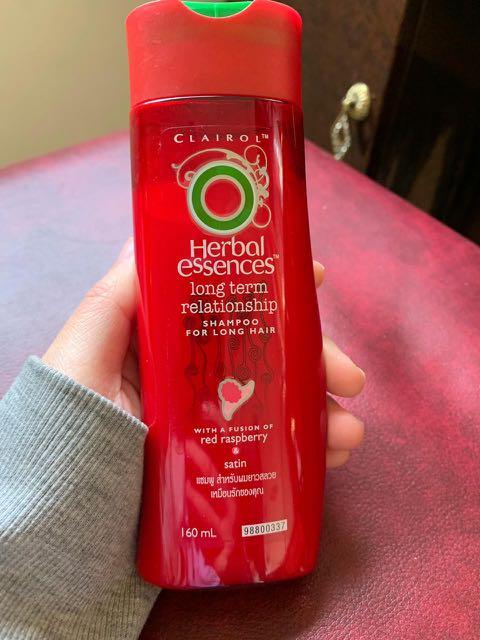 CLAIROL™
Herbal
essences™
long term
relationship
SHAMPOO
FOR LONG HAIR
WITH A FUSION OF
red raspberry
&
satin
แชมพู สำหรับผมยาวสลวย
เหมือนรักของคุณ
160 mL
98800337